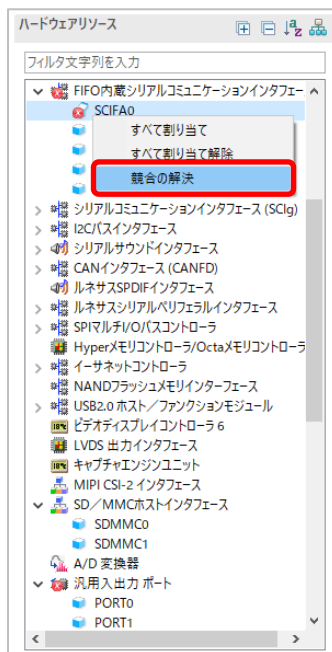 ハードウェアリソース
フィルタ文字列を入力
FIFO内蔵シリアルコミュニケーションインタフェー
SCIFA0
すべて割り当て
すべて割り当て解除
競合の解決
シリアルコミュニケーションインタフェース (SCIg)
I2Cバスインタフェース
シリアルサウンドインタフェース
CANインタフェース (CANFD)
ルネサスSPDIFインタフェース
ルネサスシリアルペリフェラルインタフェース
SPIマルチI/Oバスコントローラ
Hyperメモリコントローラ/Octaメモリコントローラ
イーサネットコントローラ
NANDフラッシュメモリインターフェース
USB2.0 ホスト／ファンクションモジュール
ビデオディスプレイコントローラ 6
LVDS 出力インタフェース
キャプチャエンジンユニット
MIPI CSI-2 インタフェース
SD／MMCホストインタフェース
SDMMC0
SDMMC1
A/D 変換器
汎用入出力 ポート
PORT0
PORT1